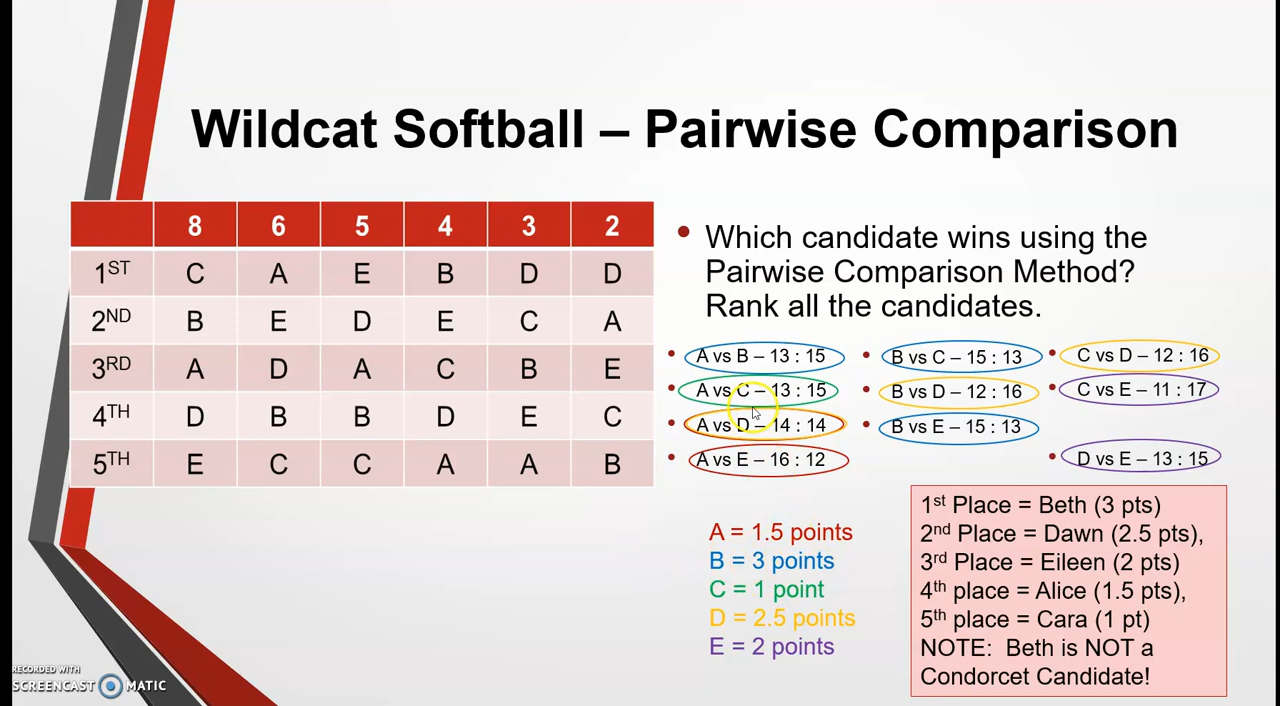 Wildcat Softball – Pairwise Comparison
8 6 5 4 3 2
1ST C A E B D D
2ND B E D E C A
3RD A D A C B E
4TH D B B D E C
5TH E C C A A B
• Which candidate wins using the
Pairwise Comparison Method?
Rank all the candidates.
• A vs B – 13 : 15
• A vs C – 13 : 15
• A vs D – 14 : 14
• A vs E – 16 : 12
• B vs C – 15 : 13
• B vs D – 12 : 16
• B vs E – 15 : 13
• C vs D – 12 : 16
• C vs E – 11 : 17
• D vs E – 13 : 15
A = 1.5 points
B = 3 points
C = 1 point
D = 2.5 points
E = 2 points
1st Place = Beth (3 pts)
2nd Place = Dawn (2.5 pts),
3rd Place = Eileen (2 pts)
4th place = Alice (1.5 pts),
5th place = Cara (1 pt)
NOTE: Beth is NOT a
Condorcet Candidate!
RECORDED WITH
SCREENCAST MATIC